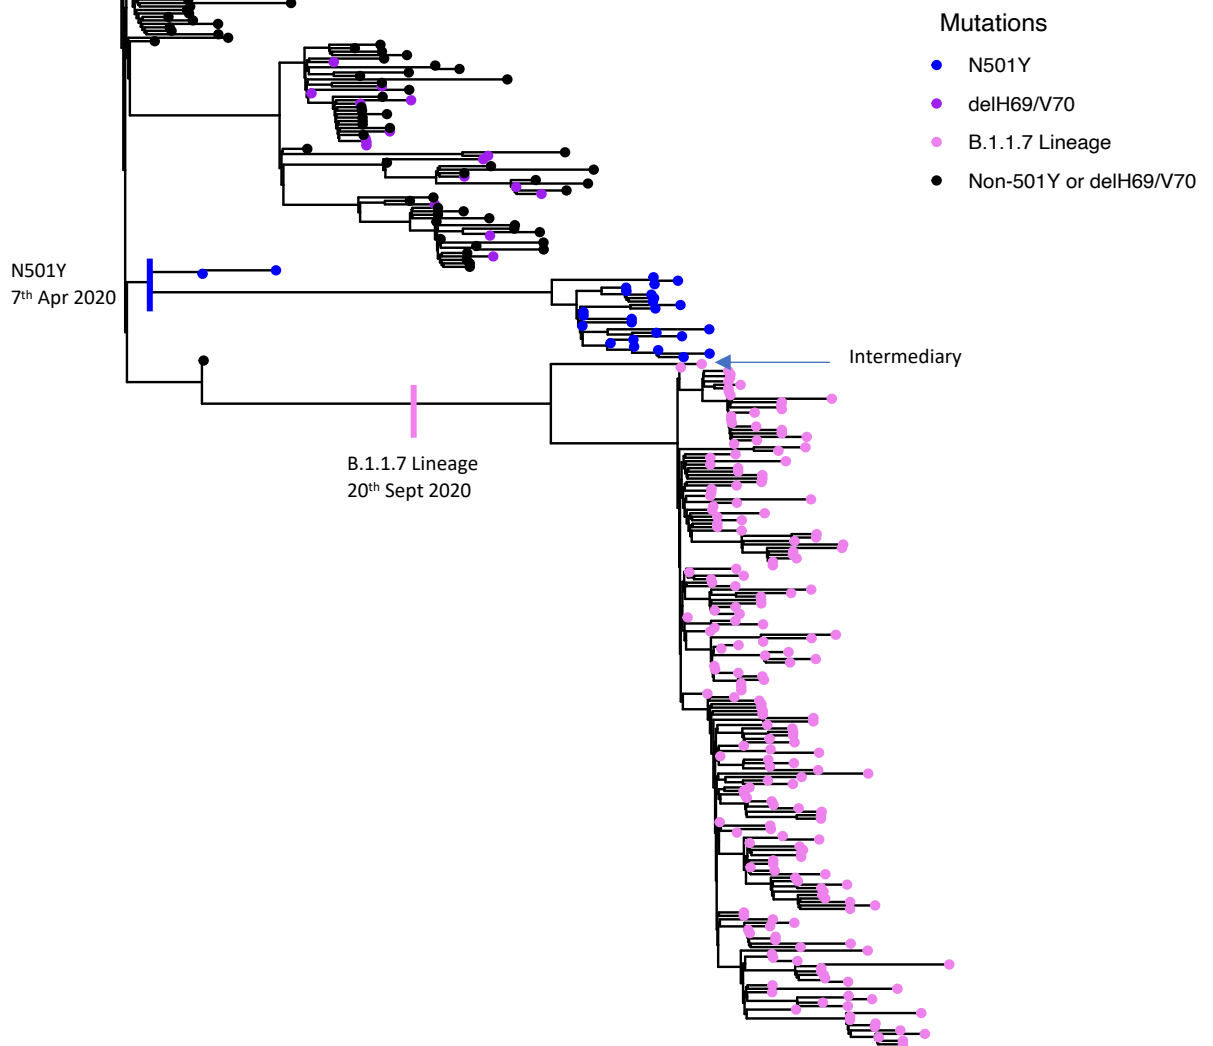 Mutations
N501Y
delH69/V70
B.1.1.7 Lineage
Non-501Y or delH69/V70
N501Y
7th Apr 2020
Intermediary
B.1.1.7 Lineage
20th Sept 2020